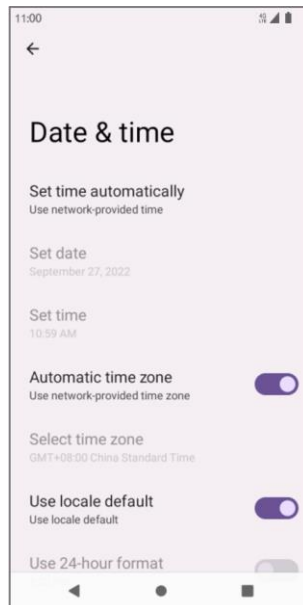 11:00
Date & time
Set time automatically
Use network-provided time
Set date
September 27, 2022
Set time
10:59 AM
Automatic time zone
Use network-provided time zone
Select time zone
GMT+08:00 China Standard Time
Use locale default
Use locale default
Use 24-hour format